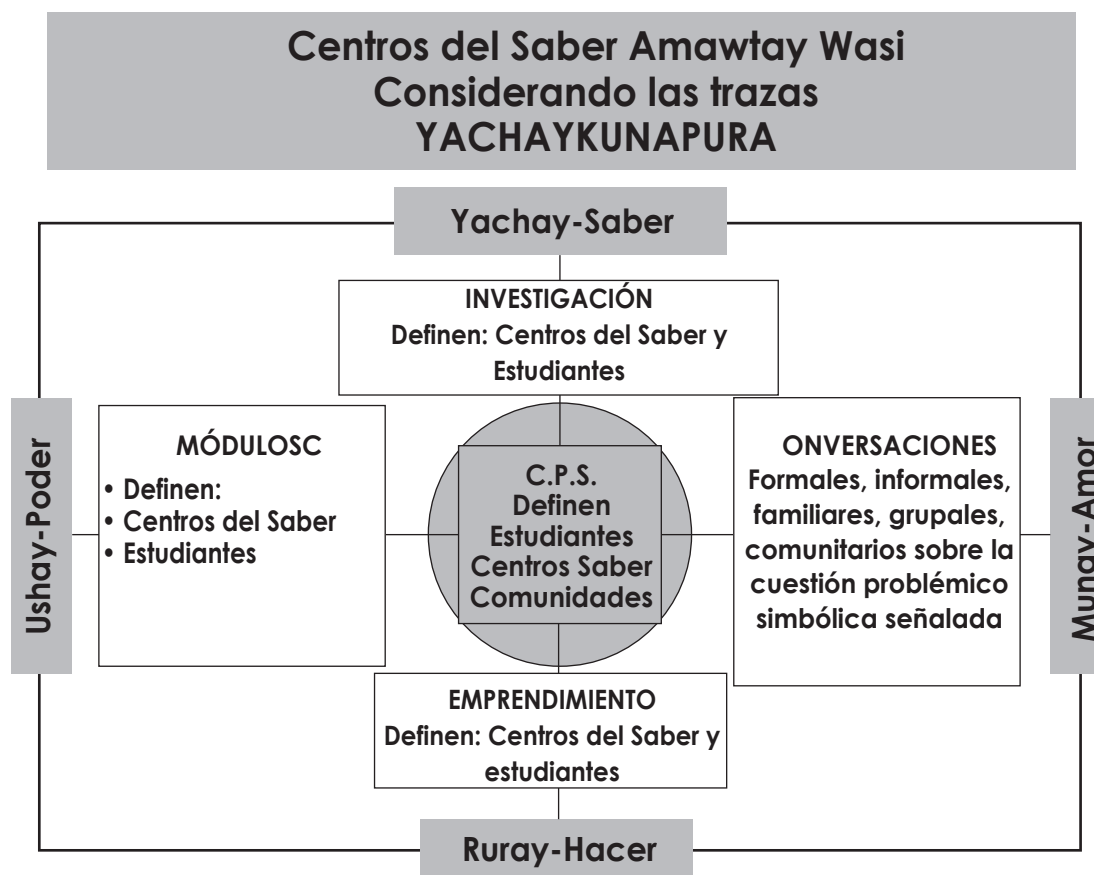 Centros del Saber Amawtay Wasi
Considerando las trazas
YACHAYKUNAPURA
Yachay-Saber
INVESTIGACIÓN
Definen: Centros del Saber y
Estudiantes
Ushay-Poder
MÓDULOSC
• Definen:
• Centros del Saber
• Estudiantes
C.P.S.
Definen
Estudiantes
Centros Saber
Comunidades
ONVERSACIONES
Formales, informales,
familiares, grupales,
comunitarios sobre la
cuestión problémico
simbólica señalada
Munay-Amor
EMPRENDIMIENTO
Definen: Centros del Saber y
estudiantes
Ruray-Hacer